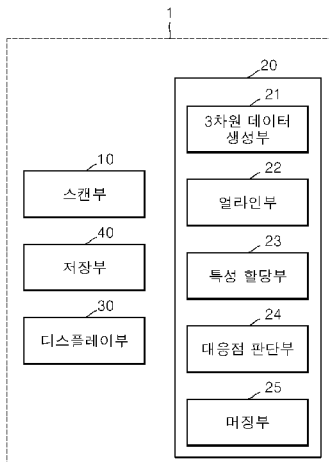 1
20
21
3차원 데이터
생성부
10
스캔부
22
얼라인부
40
저장부
23
특성 할당부
30
디스플레이부
24
대응점 판단부
25
머징부